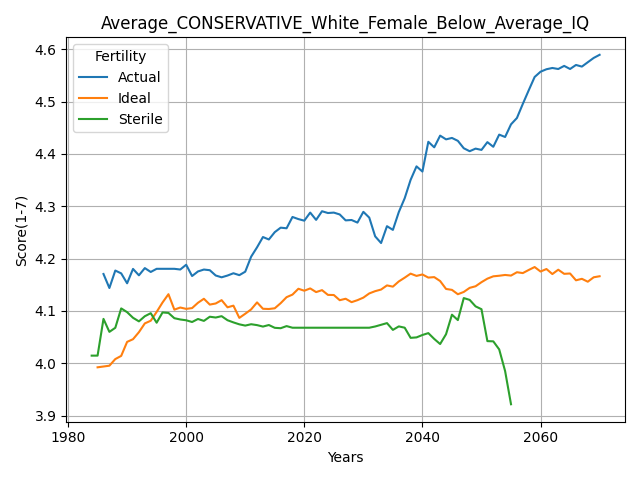 Average_CONSERVATIVE_White_Female_Below_Average_IQ
Fertility
Actual
Ideal
Sterile
Score(1-7)
4.6
4.5
4.4
4.3
4.2
4.1
4.0
3.9
1980 2000 2020 2040 2060
Years